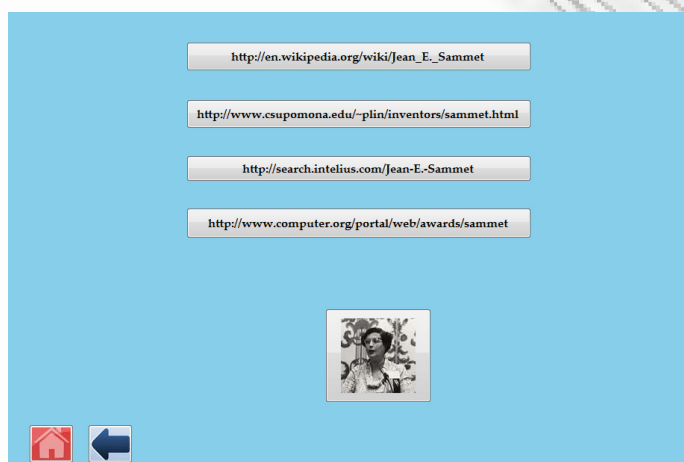 http://en.wikipedia.org/wiki/Jean_E._Sammet
http://www.csupomona.edu/~plin/inventors/sammet.html
http://search.intelius.com/Jean-E.-Sammet
http://www.computer.org/portal/web/awards/sammet